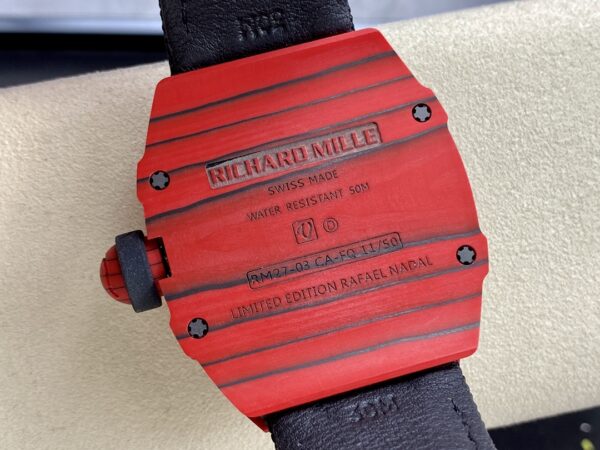 RICHARD MILLE
SWISS MADE
WATER RESISTANT 50M
RM27-03 CA-FQ 11/50
LIMITED EDITION RAFAEL NADAL